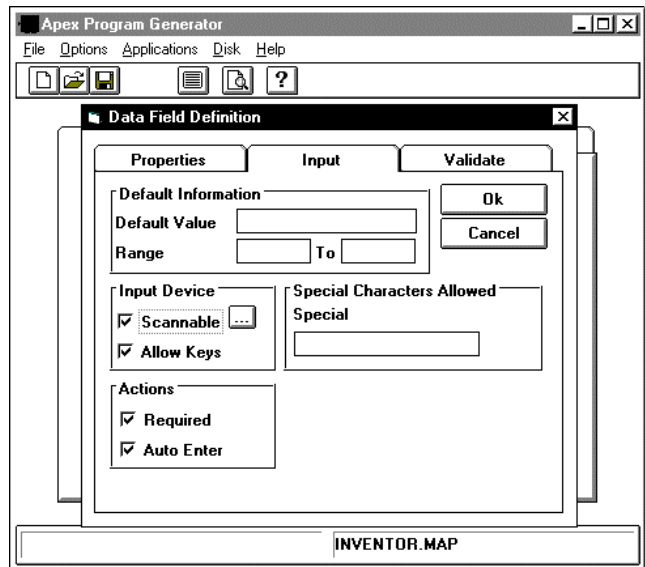 Apex Program Generator
File Options Applications Disk Help
?
Data Field Definition
Properties Input Validate
Default Information
Default Value
Range To
Ok
Cancel
Input Device
Scannable ...
Allow Keys
Special Characters Allowed
Special
Actions
Required
Auto Enter
INVENTOR.MAP